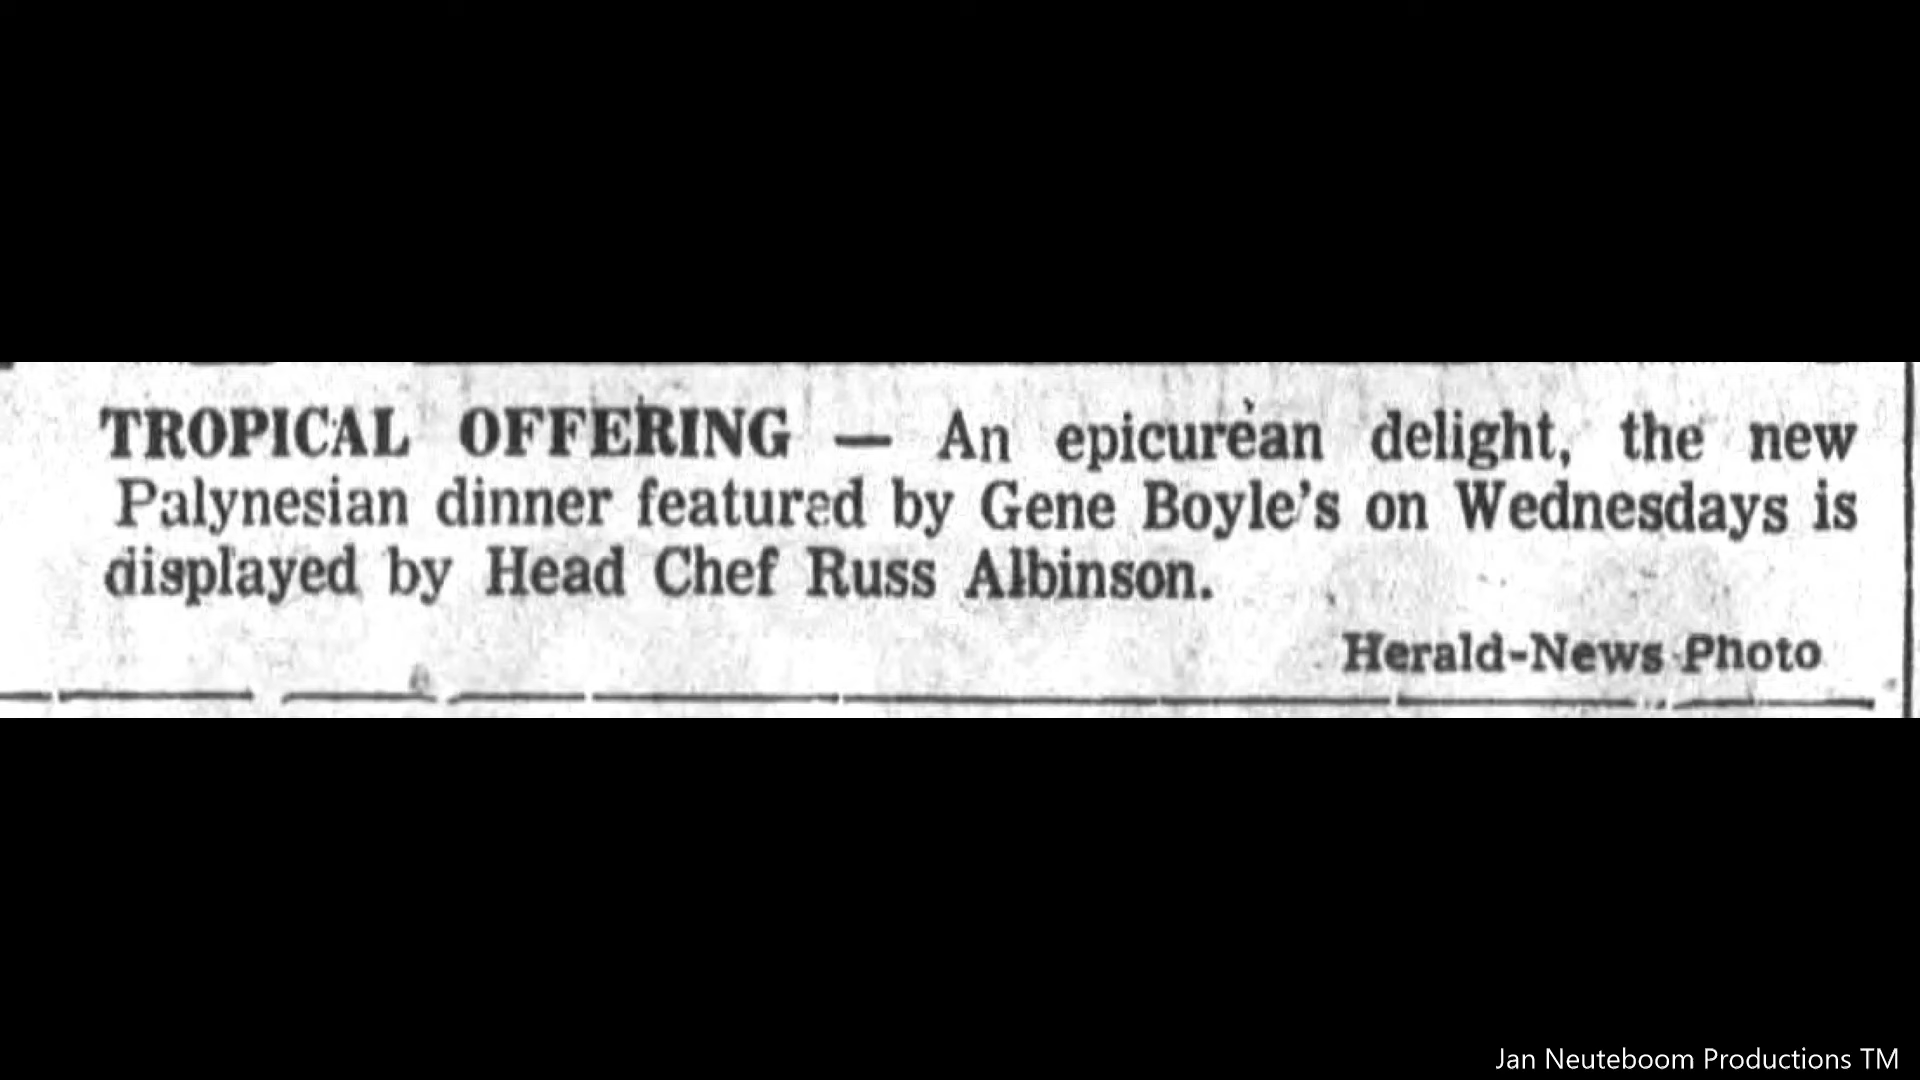 TROPICAL OFFERING — An epicurean delight, the new
Palynesian dinner featured by Gene Boyle's on Wednesdays is
displayed by Head Chef Russ Albinson.
Herald-News Photo
Jan Neuteboom Productions TM